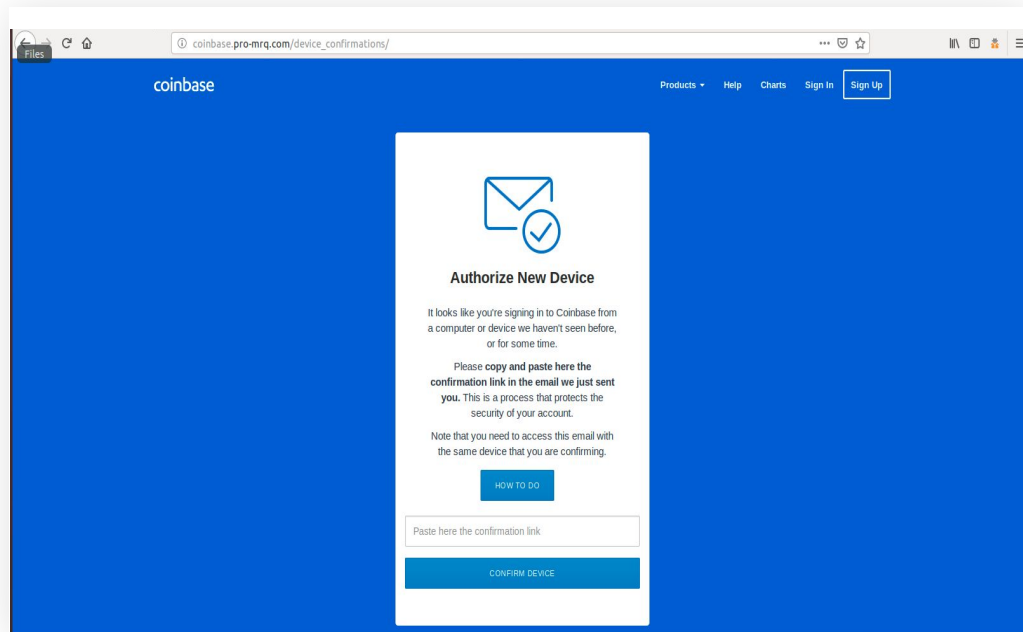 Files
coinbase.pro-mrq.com/device_confirmations/
coinbase
Products Help Charts Sign In Sign Up
Authorize New Device
It looks like you're signing in to Coinbase from
a computer or device we haven't seen before,
or for some time.
Please copy and paste here the
confirmation link in the email we just sent
you. This is a process that protects the
security of your account.
Note that you need to access this email with
the same device that you are confirming.
HOW TO DO
Paste here the confirmation link
CONFIRM DEVICE